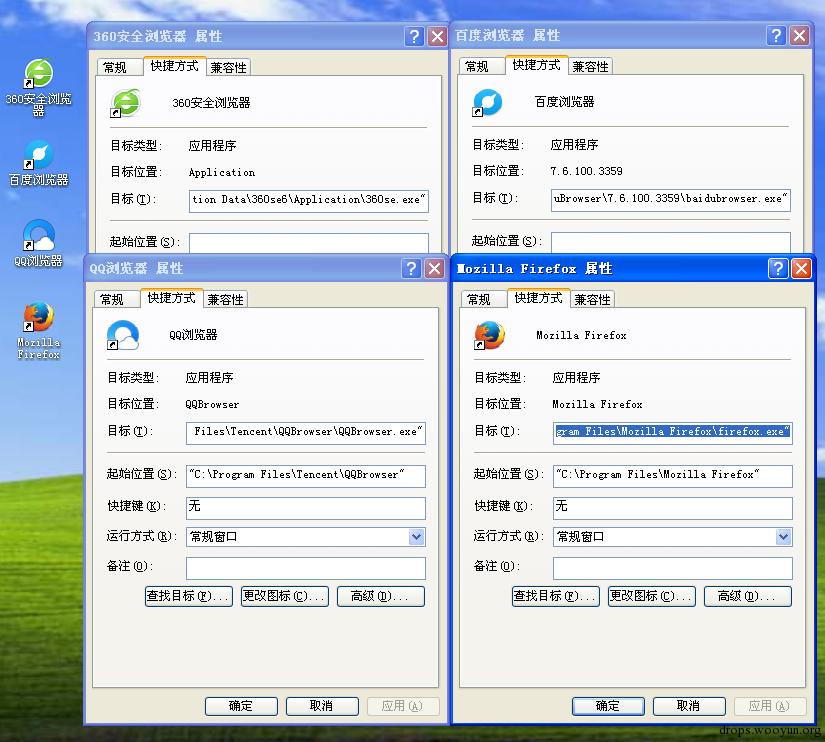 360安全浏览器
百度浏览器
QQ浏览器
Mozilla Firefox
360安全浏览器 属性
常规 快捷方式 兼容性
360安全浏览器
目标类型: 应用程序
目标位置: Application
目标(T): tion Data\360se6\Application\360se.exe"
起始位置(S):
百度浏览器 属性
常规 快捷方式 兼容性
百度浏览器
目标类型: 应用程序
目标位置: 7.6.100.3359
目标(T): uBrowser\7.6.100.3359\baidubrowser.exe"
起始位置(S):
QQ浏览器 属性
常规 快捷方式 兼容性
QQ浏览器
目标类型: 应用程序
目标位置: QQBrowser
目标(T): Files\Tencent\QQBrowser\QQBrowser.exe"
起始位置(S): "C:\Program Files\Tencent\QQBrowser"
快捷键(K): 无
运行方式(R): 常规窗口
备注(O):
查找目标(F)... 更改图标(C)... 高级(D)...
确定 取消 应用(A)
Mozilla Firefox 属性
常规 快捷方式 兼容性
Mozilla Firefox
目标类型: 应用程序
目标位置: Mozilla Firefox
目标(T): gram Files\Mozilla Firefox\firefox.exe"
起始位置(S): "C:\Program Files\Mozilla Firefox"
快捷键(K): 无
运行方式(R): 常规窗口
备注(O):
查找目标(F)... 更改图标(C)... 高级(D)...
确定 取消 应用(A)
drops.wooyun.org